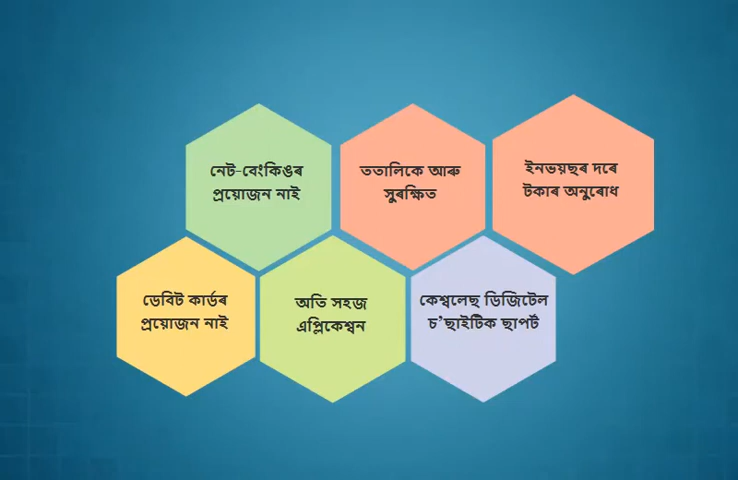 নেট-বেংকিঙৰ
প্ৰয়োজন নাই
ততালিকে আৰু
সুৰক্ষিত
ইনভয়ছৰ দৰে
টকাৰ অনুৰোধ
ডেবিট কাৰ্ডৰ
প্ৰয়োজন নাই
অতি সহজ
এপ্লিকেশ্বন
কেশ্বলেছ ডিজিটেল
চ’ছাইটিক ছাপৰ্ট